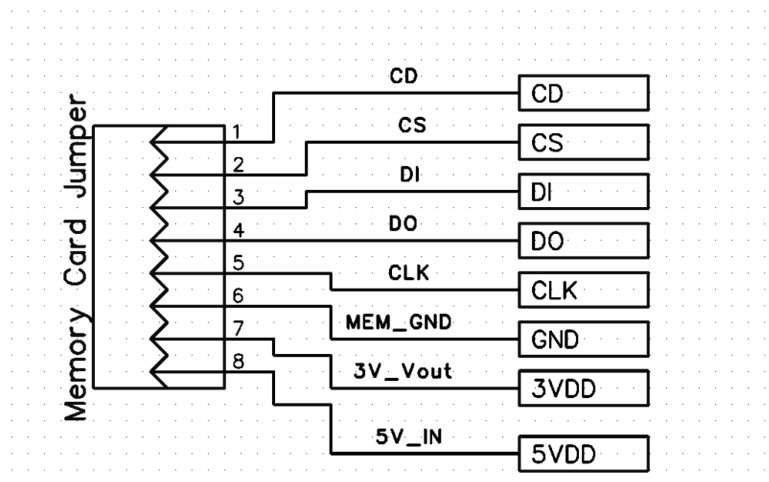 Memory Card Jumper
1 CD CD
2 CS CS
3 DI DI
4 DO DO
5 CLK CLK
6 MEM_GND GND
7 3V_Vout 3VDD
8 5V_IN 5VDD